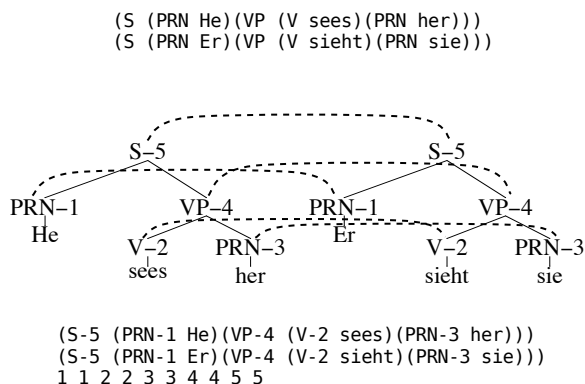 (S (PRN He)(VP (V sees)(PRN her)))
(S (PRN Er)(VP (V sieht)(PRN sie)))
S–5 S–5
PRN–1 VP–4 PRN–1 VP–4
He Er
V–2 PRN–3 V–2 PRN–3
sees her sieht sie
(S-5 (PRN-1 He)(VP-4 (V-2 sees)(PRN-3 her)))
(S-5 (PRN-1 Er)(VP-4 (V-2 sieht)(PRN-3 sie)))
1 1 2 2 3 3 4 4 5 5